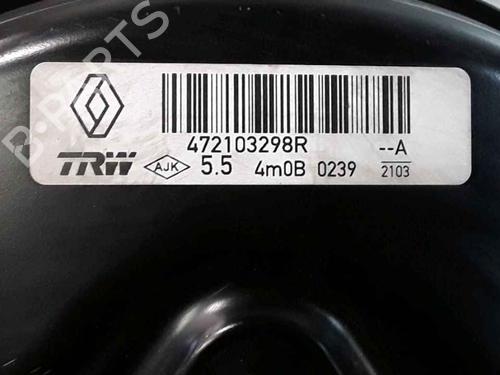 B-PARTS
472103298R
--A
TRW AJK 5.5 4m0B 0239 2103